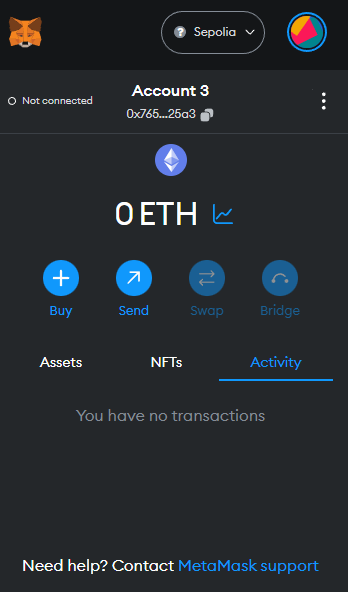 Sepolia
Account 3
Not connected
0x765...25a3
0 ETH
Buy Send Swap Bridge
Assets NFTs Activity
You have no transactions
Need help? Contact MetaMask support